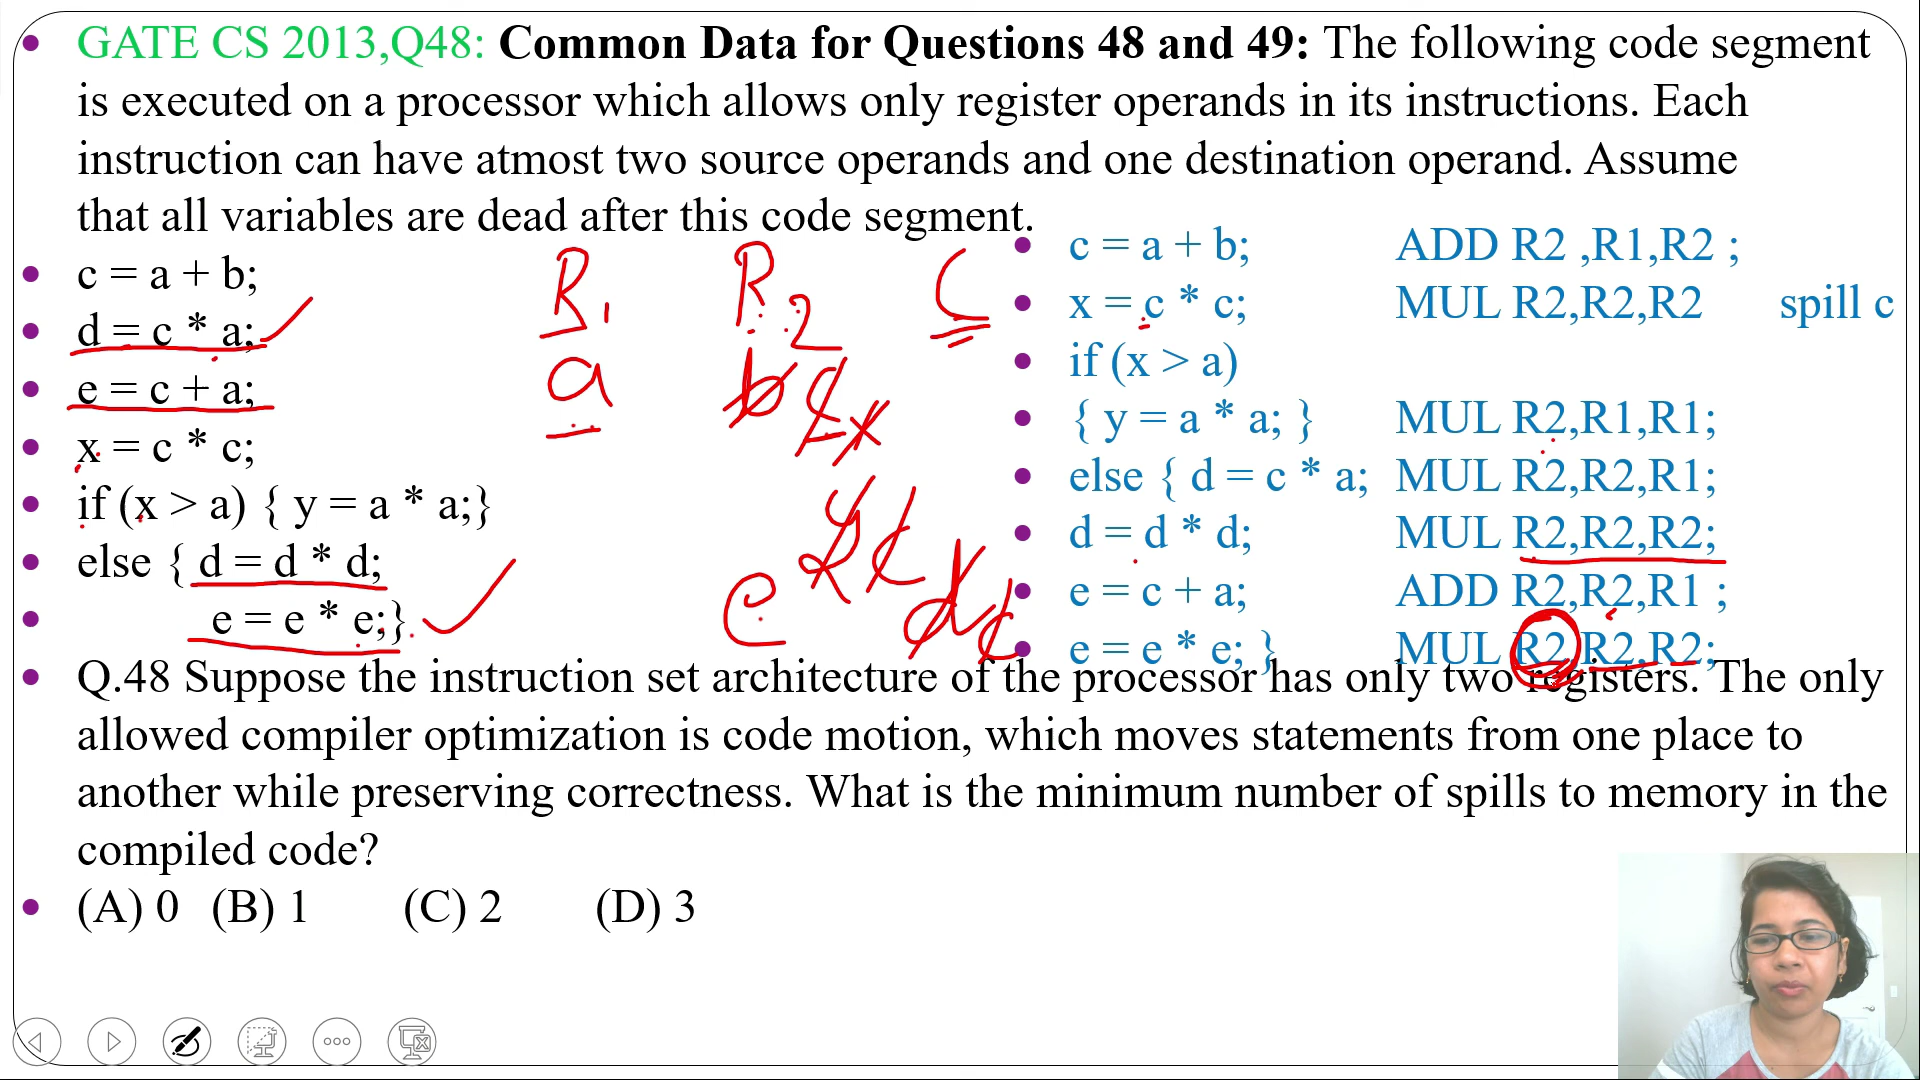 GATE CS 2013,Q48: Common Data for Questions 48 and 49: The following code segment
is executed on a processor which allows only register operands in its instructions. Each
instruction can have atmost two source operands and one destination operand. Assume
that all variables are dead after this code segment.
c = a + b;
d = c * a;
e = c + a;
x = c * c;
if (x > a) { y = a * a;}
else { d = d * d;
e = e * e;}
R1 R2 c
a b c x
y c
e d c
c = a + b; ADD R2 ,R1,R2 ;
x = c * c; MUL R2,R2,R2 spill c
if (x > a)
{ y = a * a; } MUL R2,R1,R1;
else { d = c * a; MUL R2,R2,R1;
d = d * d; MUL R2,R2,R2;
e = c + a; ADD R2,R2,R1 ;
e = e * e; } MUL R2,R2,R2;
Q.48 Suppose the instruction set architecture of the processor has only two registers. The only
allowed compiler optimization is code motion, which moves statements from one place to
another while preserving correctness. What is the minimum number of spills to memory in the
compiled code?
(A) 0 (B) 1 (C) 2 (D) 3